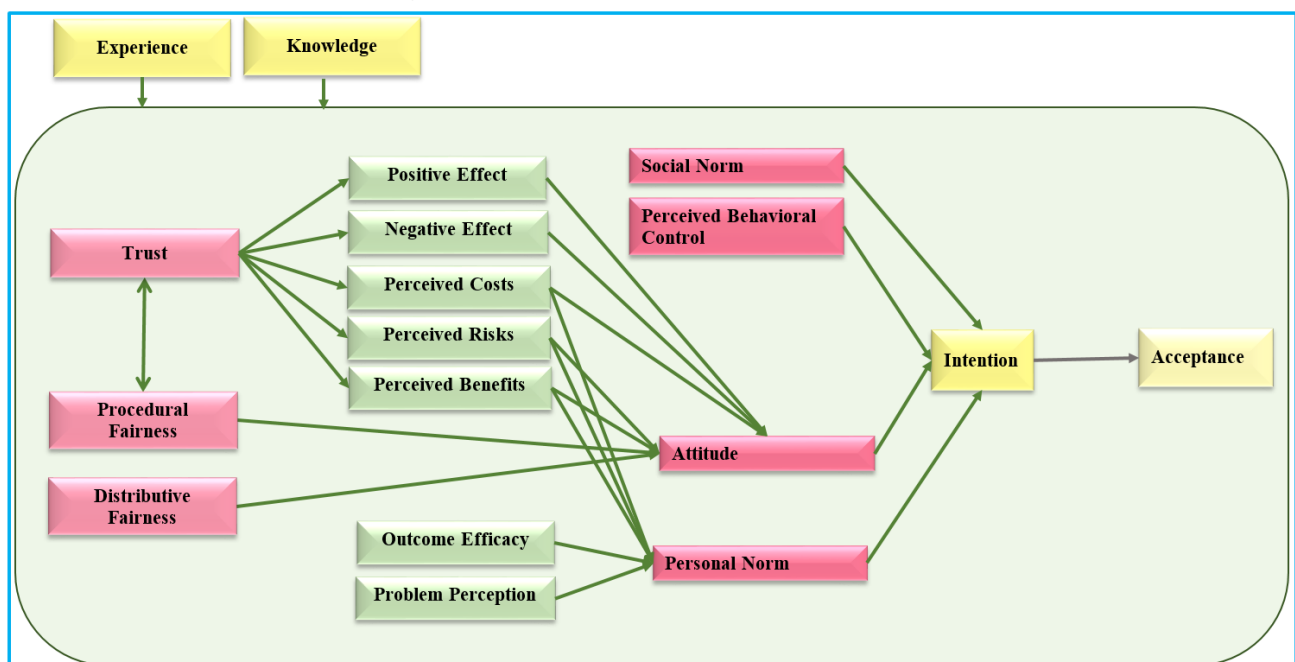 Experience
Knowledge
Positive Effect
Social Norm
Negative Effect
Perceived Behavioral
Control
Trust
Perceived Costs
Perceived Risks
Intention
Acceptance
Perceived Benefits
Procedural
Fairness
Attitude
Distributive
Fairness
Outcome Efficacy
Personal Norm
Problem Perception